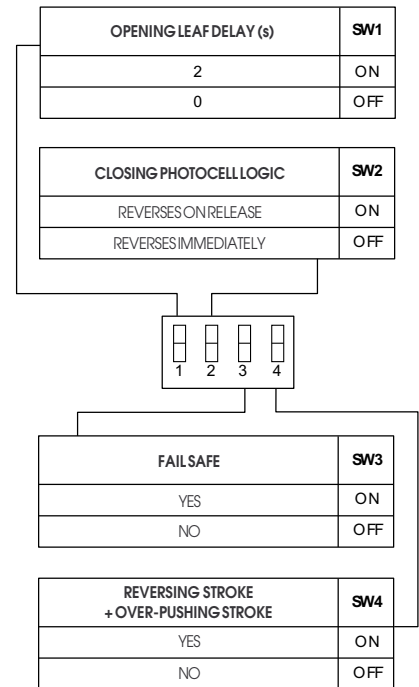 OPENING LEAF DELAY (s) SW1
2 ON
0 OFF
CLOSING PHOTOCELL LOGIC SW2
REVERSES ON RELEASE ON
REVERSES IMMEDIATELY OFF
1 2 3 4
FAIL SAFE SW3
YES ON
NO OFF
REVERSING STROKE
+ OVER-PUSHING STROKE SW4
YES ON
NO OFF